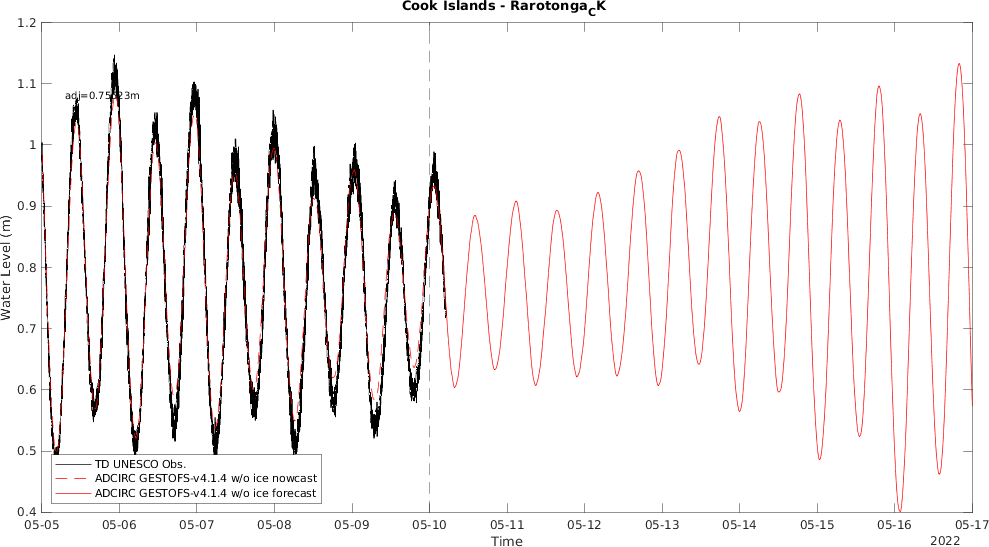 Cook Islands - Rarotonga_CK
1.2
1.1
1
0.9
0.8
0.7
0.6
0.5
0.4
Water Level (m)
TD UNESCO Obs.
ADCIRC GESTOFS-v4.1.4 w/o ice nowcast
ADCIRC GESTOFS-v4.1.4 w/o ice forecast
05-05 05-06 05-07 05-08 05-09 05-10 05-11 05-12 05-13 05-14 05-15 05-16 05-17
Time
2022